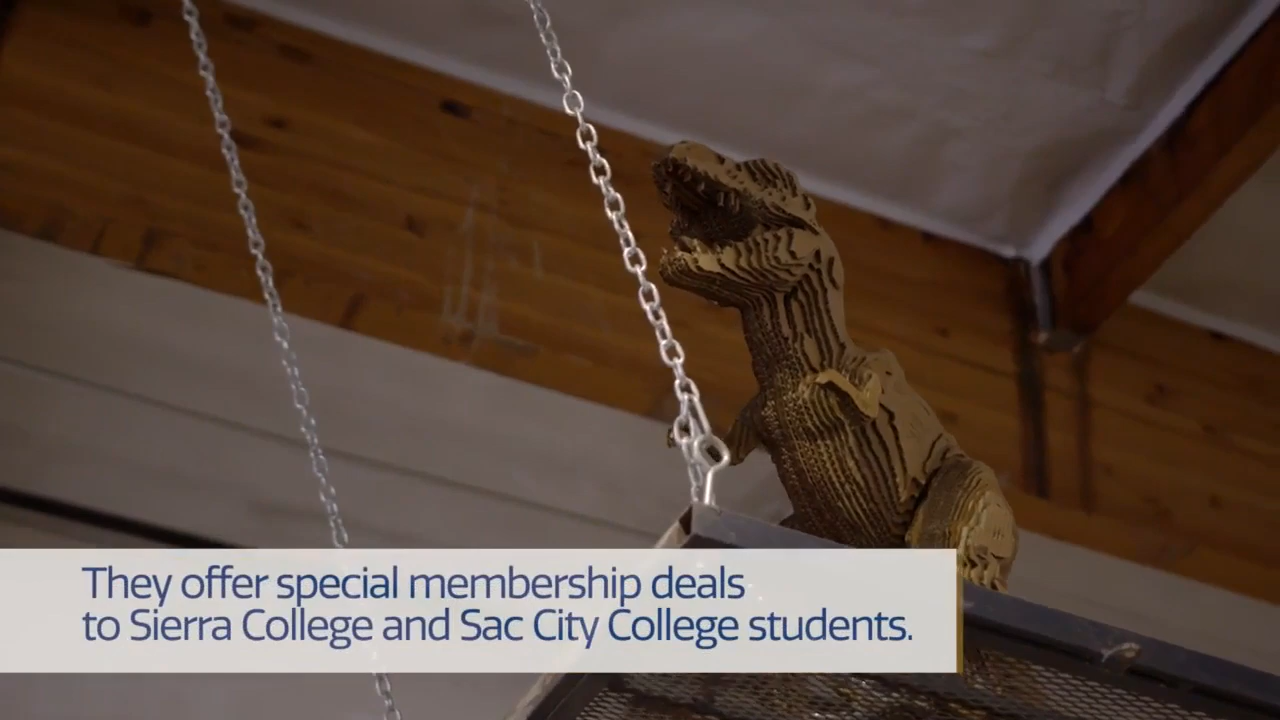 They offer special membership deals
to Sierra College and Sac City College students.